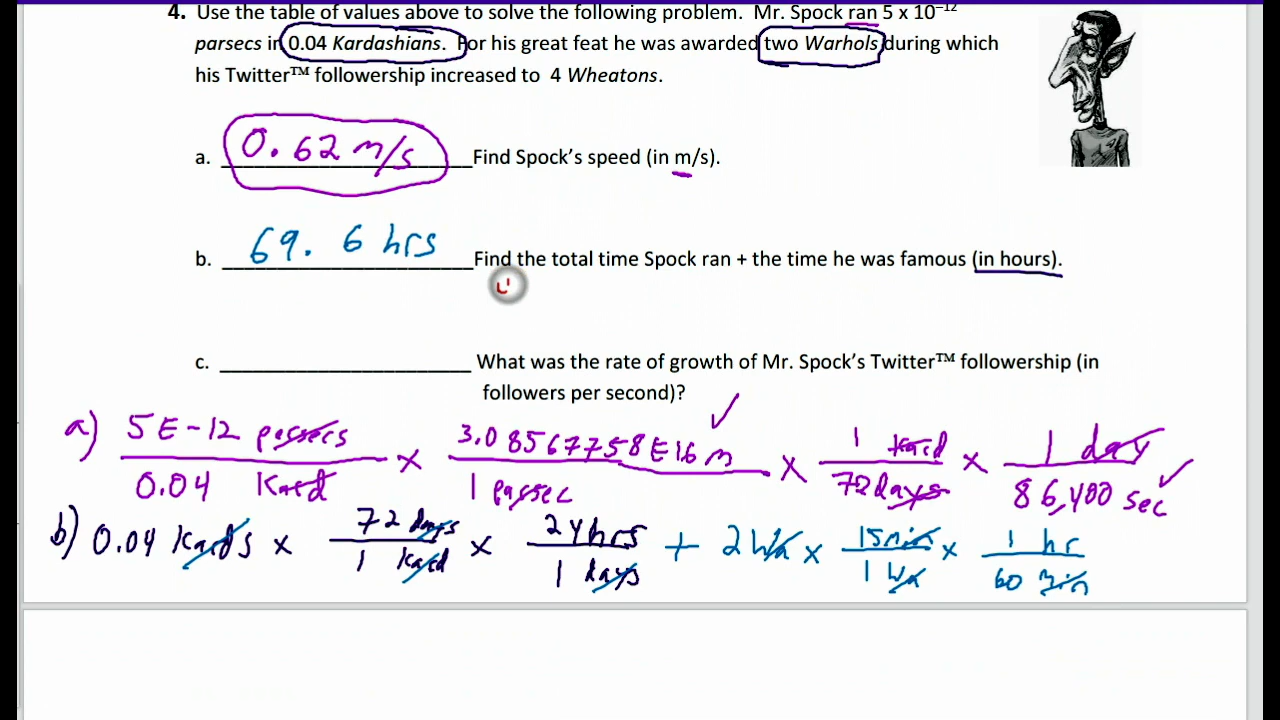 4. Use the table of values above to solve the following problem. Mr. Spock ran 5 x 10⁻¹²
parsecs in 0.04 Kardashians. For his great feat he was awarded two Warhols during which
his Twitter™ followership increased to 4 Wheatons.
a. 0.62 m/s Find Spock's speed (in m/s).
b. 69.6 hrs Find the total time Spock ran + the time he was famous (in hours).
c. ____________________ What was the rate of growth of Mr. Spock's Twitter™ followership (in
followers per second)?
a) 5E-12 parsecs / 0.04 Kard x 3.08567758E16 m / 1 parsec x 1 Kard / 72 days x 1 day / 86,400 sec
b) 0.04 Kards x 72 days / 1 Kard x 24 hrs / 1 days + 2 Wa x 15 min / 1 Wa x 1 hr / 60 min